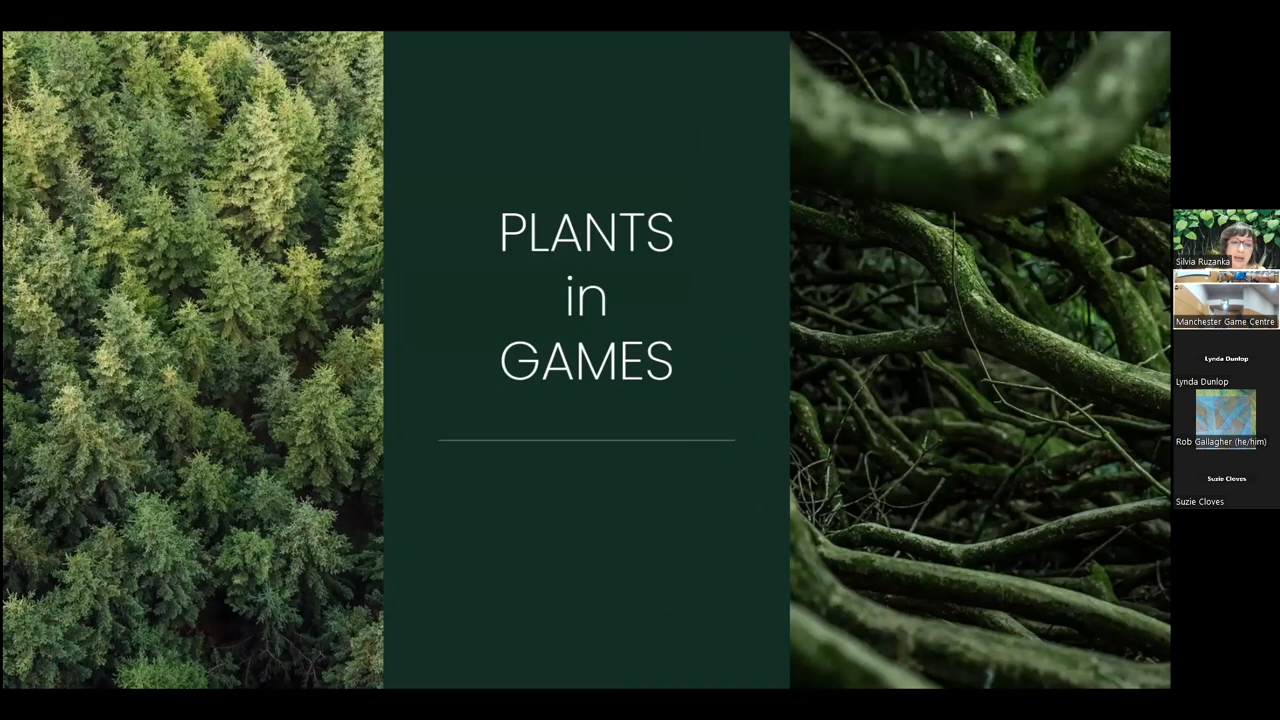 PLANTS
in
GAMES
Silvia Ruzanka
Manchester Game Centre
Lynda Dunlop
Lynda Dunlop
Rob Gallagher (he/him)
Suzie Cloves
Suzie Cloves